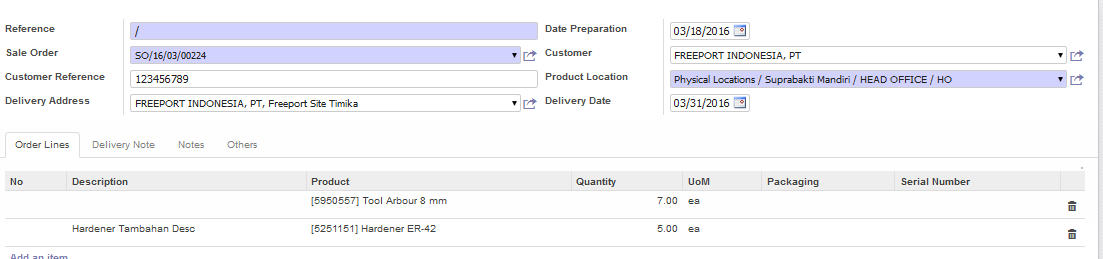 Reference / Date Preparation 03/18/2016
Sale Order SO/16/03/00224 Customer FREEPORT INDONESIA, PT
Customer Reference 123456789 Product Location Physical Locations / Suprabakti Mandiri / HEAD OFFICE / HO
Delivery Address FREEPORT INDONESIA, PT, Freeport Site Timika Delivery Date 03/31/2016
Order Lines Delivery Note Notes Others
No Description Product Quantity UoM Packaging Serial Number
[5950557] Tool Arbour 8 mm 7.00 ea
Hardener Tambahan Desc [5251151] Hardener ER-42 5.00 ea
Add an item